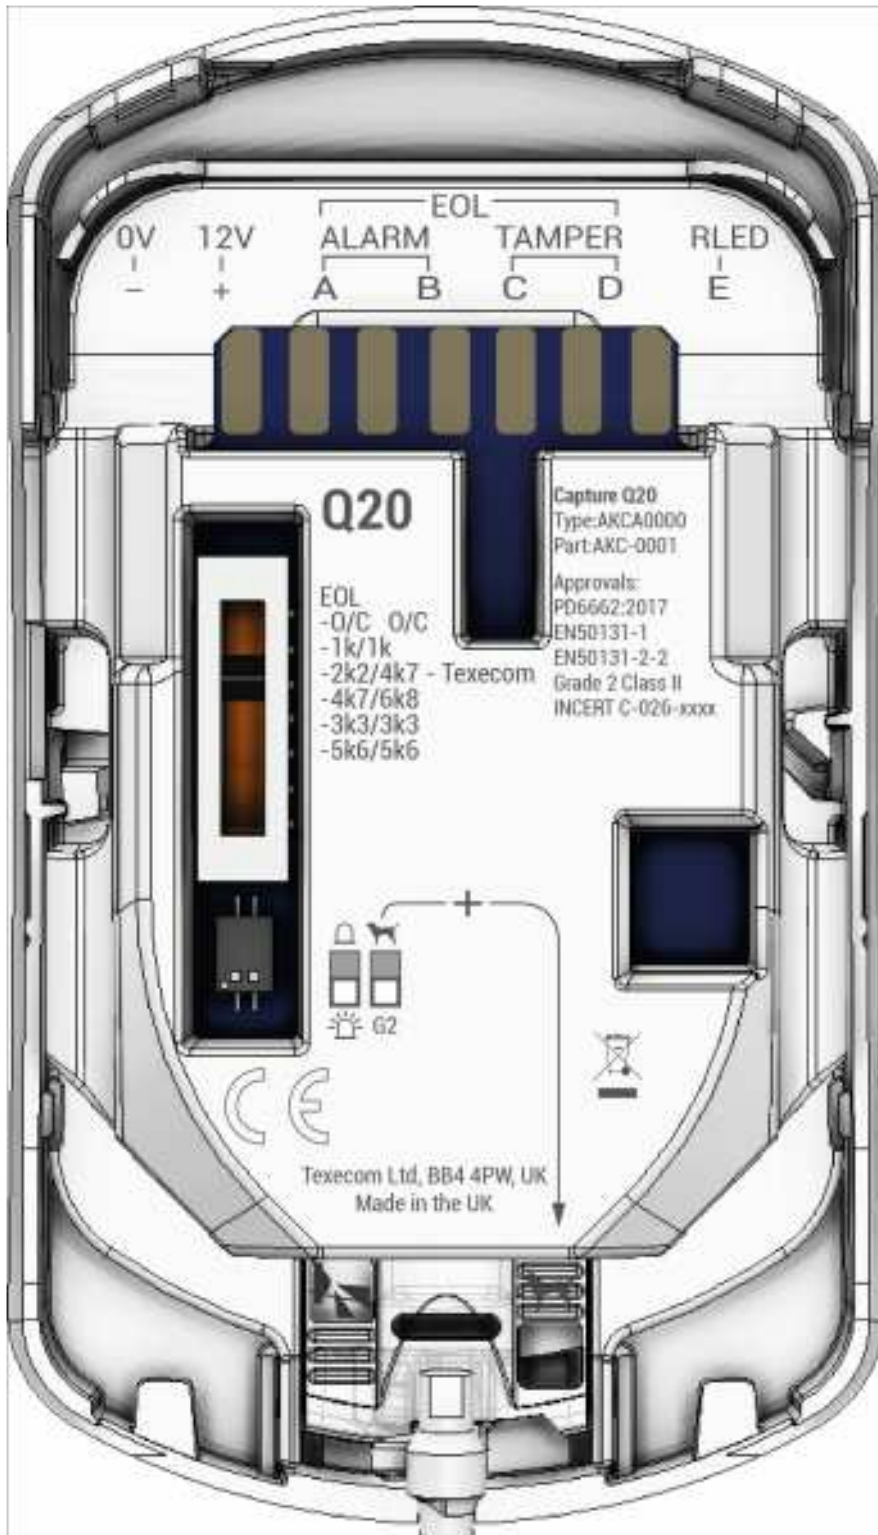 EOL
0V 12V ALARM TAMPER RLED
- + A B C D E
Q20
EOL
-O/C O/C
-1k/1k
-2k2/4k7 - Texecom
-4k7/6k8
-3k3/3k3
-5k6/5k6
Capture Q20
Type:AKCA0000
Part:AKC-0001
Approvals:
PD6662:2017
EN50131-1
EN50131-2-2
Grade 2 Class II
INCERT C-026-xxxx
+
G2
CE
Texecom Ltd, BB4 4PW, UK
Made in the UK